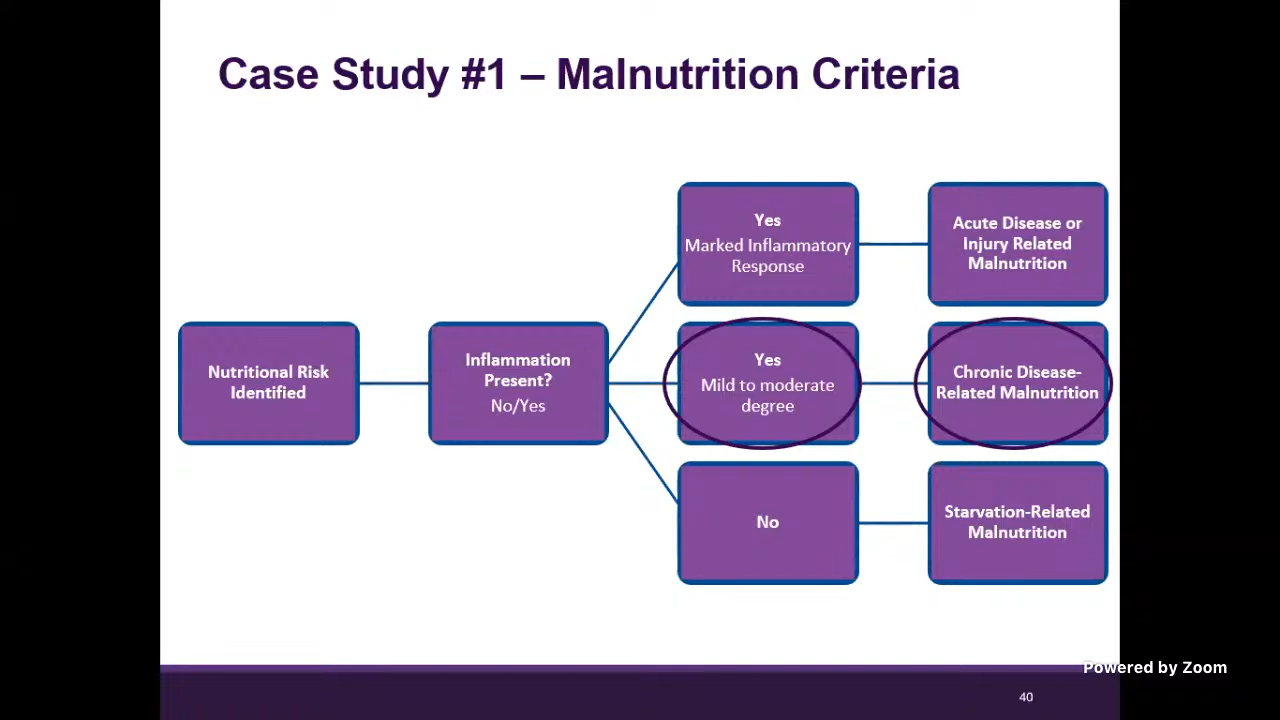 Case Study #1 – Malnutrition Criteria
Nutritional Risk
Identified
Inflammation
Present?
No/Yes
Yes
Marked Inflammatory
Response
Acute Disease or
Injury Related
Malnutrition
Yes
Mild to moderate
degree
Chronic Disease-
Related Malnutrition
No
Starvation-Related
Malnutrition
Powered by Zoom
40